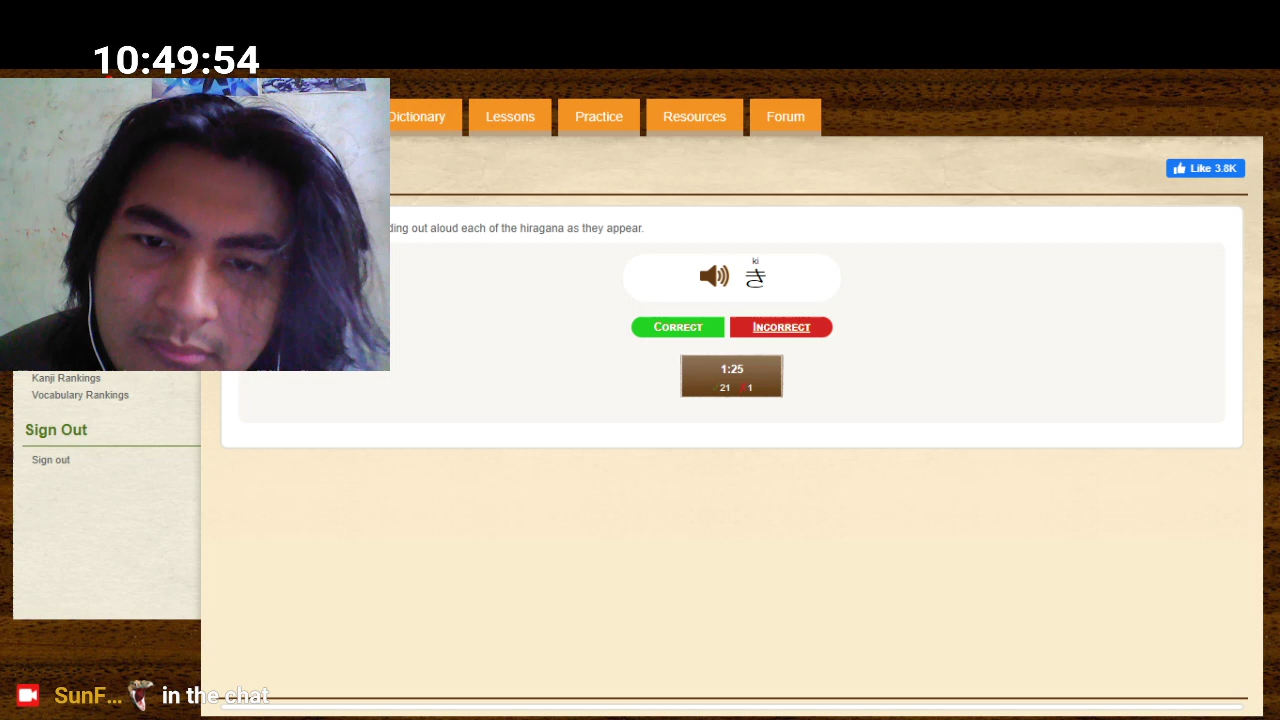 10:49:54
Dictionary
Lessons
Practice
Resources
Forum
Like 3.8K
ding out aloud each of the hiragana as they appear.
ki
き
CORRECT
INCORRECT
1:25
21 1
Kanji Rankings
Vocabulary Rankings
Sign Out
Sign out
SunF... in the chat